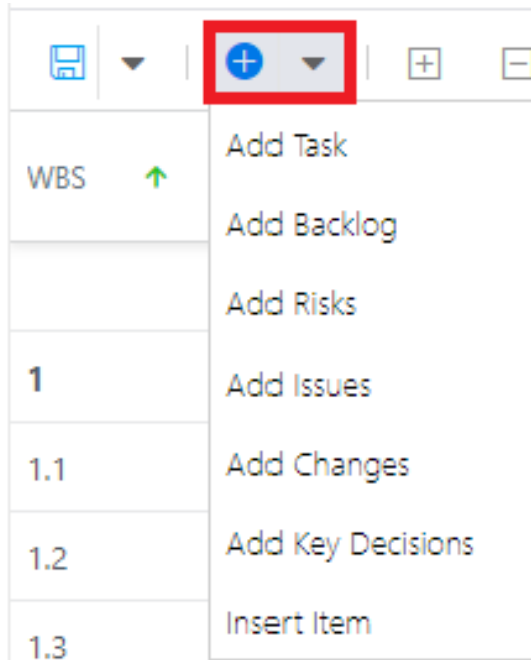 WBS
Add Task
Add Backlog
Add Risks
1
Add Issues
1.1
Add Changes
1.2
Add Key Decisions
1.3
Insert Item